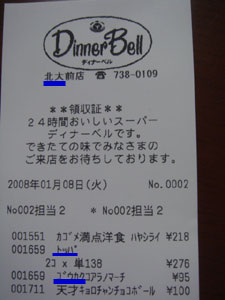 Dinner Bell
ディナーベル
北大前店 ☎ 738-0109
**領収証**
24時間おいしいスーパー
ディナーベルです。
できたての味でみなさまの
ご来店をお待ちしております。
2008年01月08日(火) No.0002
No002担当2 * No002担当2
001551 カゴメ満点洋食 ハヤシライ ¥218
001659 トッパ
2コ x 単138 ¥276
001659 コアラノマーチ ¥95
001711 天才キョロチャンチョコボール ¥100